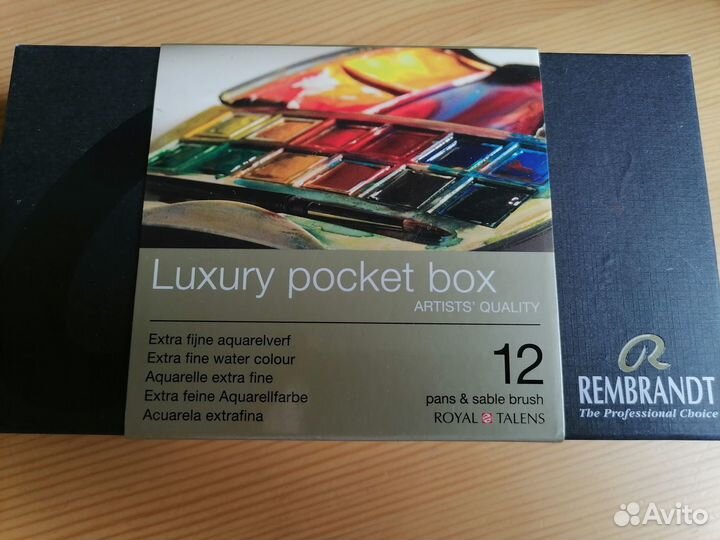 Luxury pocket box
ARTISTS' QUALITY
Extra fijne aquarelverf
Extra fine water colour
Aquarelle extra fine
Extra feine Aquarellfarbe
Acuarela extrafina
12
pans & sable brush
ROYAL TALENS
R
REMBRANDT
The Professional Choice
Avito